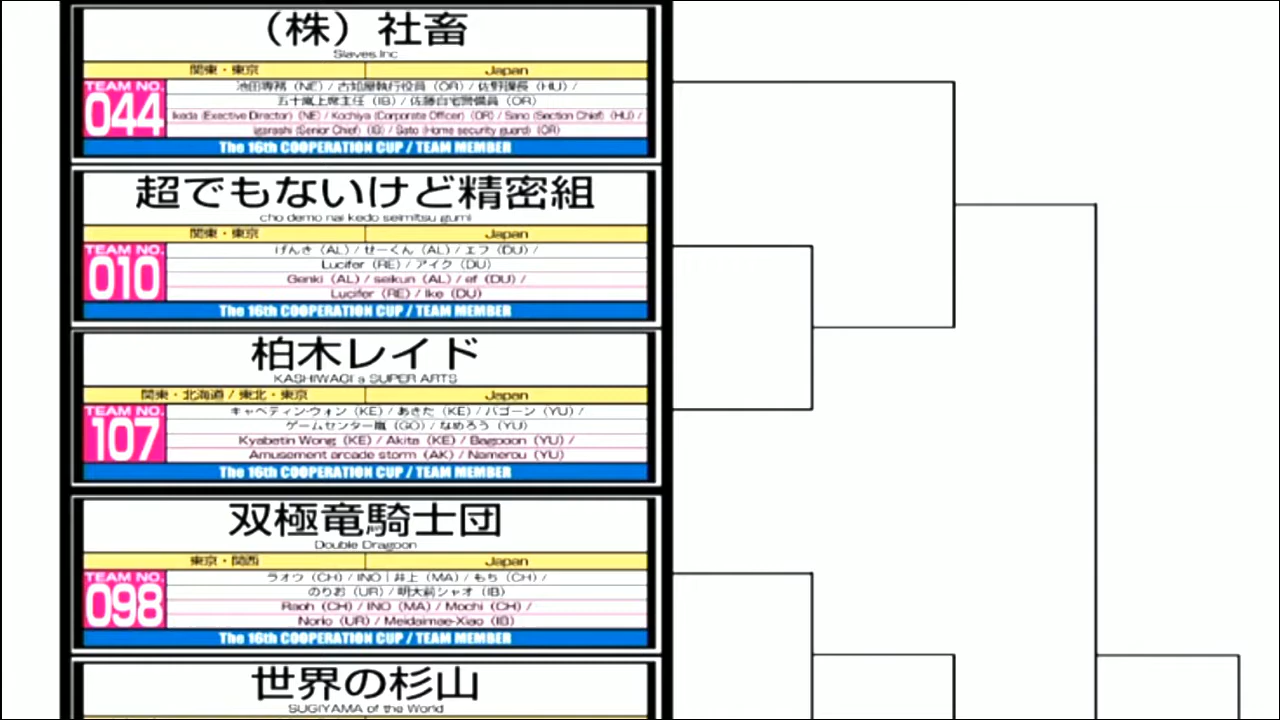 （株）社畜
Slaves.Inc
関東・東京
Japan
TEAM NO.
044
池田専務（NE）/ 古知屋執行役員（OR）/ 佐野課長（HU）/
五十嵐上席主任（IB）/ 佐藤自宅警備員（OR）
Ikeda (Exective Director)（NE）/ Kochiya (Corporate Officer)（OR）/ Sano (Section Chief)（HU）/
Igarashi (Senior Chief)（IB）/ Sato (Home security guard)（OR）
The 16th COOPERATION CUP / TEAM MEMBER
超でもないけど精密組
cho demo nai kedo seimitsu gumi
関東・東京
Japan
TEAM NO.
010
げんき（AL）/ せーくん（AL）/ エフ（DU）/
Lucifer（RE）/ アイク（DU）
Genki（AL）/ seikun（AL）/ ef（DU）/
Lucifer（RE）/ Ike（DU）
The 16th COOPERATION CUP / TEAM MEMBER
柏木レイド
KASHIWAGI a SUPER ARTS
関東・北海道 / 東北・東京
Japan
TEAM NO.
107
キャベティン・ウォン（KE）/ あきた（KE）/ バゴーン（YU）/
ゲームセンター嵐（GO）/ なめろう（YU）
Kyabetin Wong（KE）/ Akita（KE）/ Bagooon（YU）/
Amusement arcade storm（AK）/ Namerou（YU）
The 16th COOPERATION CUP / TEAM MEMBER
双極竜騎士団
Double Dragoon
東京・関西
Japan
TEAM NO.
098
ラオウ（CH）/ INO｜井上（MA）/ もち（CH）/
のりお（UR）/ 明大前シャオ（IB）
Raoh（CH）/ INO（MA）/ Mochi（CH）/
Norio（UR）/ Meidaimae-Xiao（IB）
The 16th COOPERATION CUP / TEAM MEMBER
世界の杉山
SUGIYAMA of the World